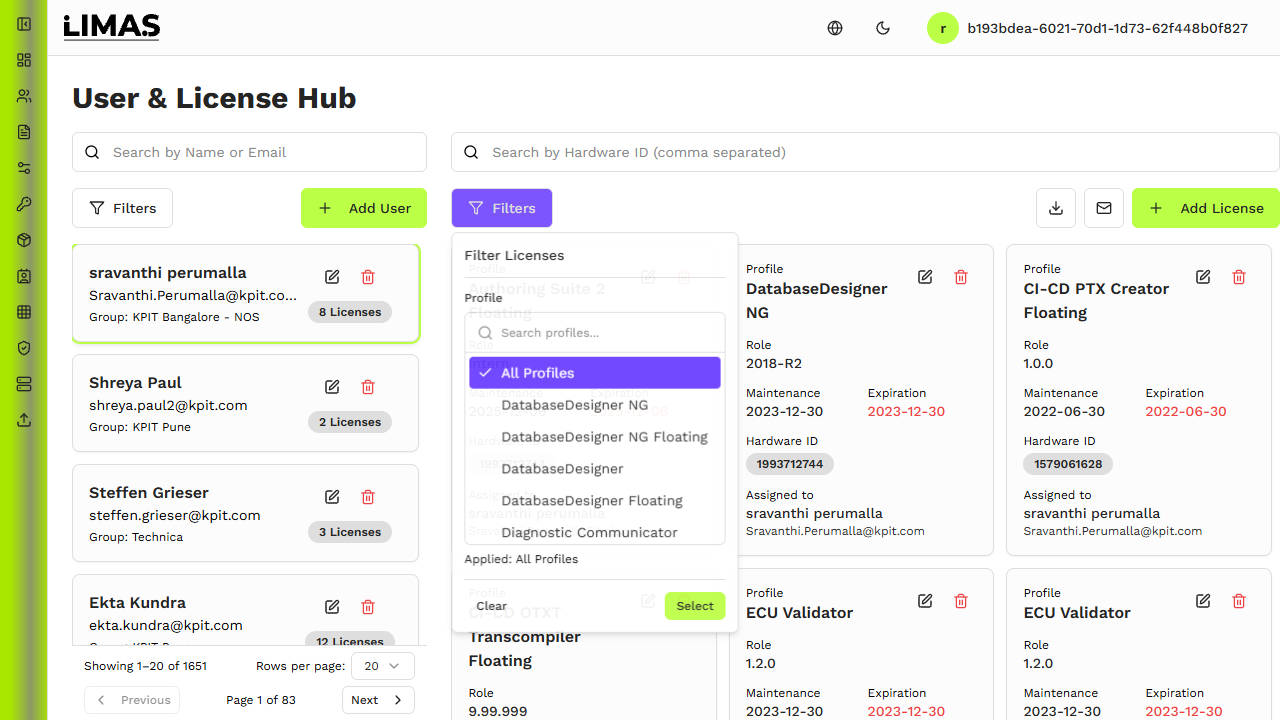 LIMAS
r
b193bdea-6021-70d1-1d73-62f448b0f827
User & License Hub
Search by Name or Email
Search by Hardware ID (comma separated)
Filters
Add User
Filters
Add License
sravanthi perumalla
Sravanthi.Perumalla@kpit.co...
Group: KPIT Bangalore - NOS
8 Licenses
Shreya Paul
shreya.paul2@kpit.com
Group: KPIT Pune
2 Licenses
Steffen Grieser
steffen.grieser@kpit.com
Group: Technica
3 Licenses
Ekta Kundra
ekta.kundra@kpit.com
12 Licenses
Showing 1–20 of 1651
Rows per page:
20
Previous
Page 1 of 83
Next
Filter Licenses
Profile
Authoring Suite 2
Floating
Profile
Search profiles...
Role
All Profiles
Maintenance
Expiration
DatabaseDesigner NG
DatabaseDesigner NG Floating
DatabaseDesigner
DatabaseDesigner Floating
Assigned to
sravanthi perumalla
Diagnostic Communicator
Applied: All Profiles
Clear
Select
Profile
CI-CD OTXT
Transcompiler
Floating
Role
9.99.999
Profile
DatabaseDesigner
NG
Role
2018-R2
Maintenance
2023-12-30
Expiration
2023-12-30
Hardware ID
1993712744
Assigned to
sravanthi perumalla
Sravanthi.Perumalla@kpit.com
Profile
CI-CD PTX Creator
Floating
Role
1.0.0
Maintenance
2022-06-30
Expiration
2022-06-30
Hardware ID
1579061628
Assigned to
sravanthi perumalla
Sravanthi.Perumalla@kpit.com
Profile
ECU Validator
Role
1.2.0
Maintenance
2023-12-30
Expiration
2023-12-30
Profile
ECU Validator
Role
1.2.0
Maintenance
2023-12-30
Expiration
2023-12-30